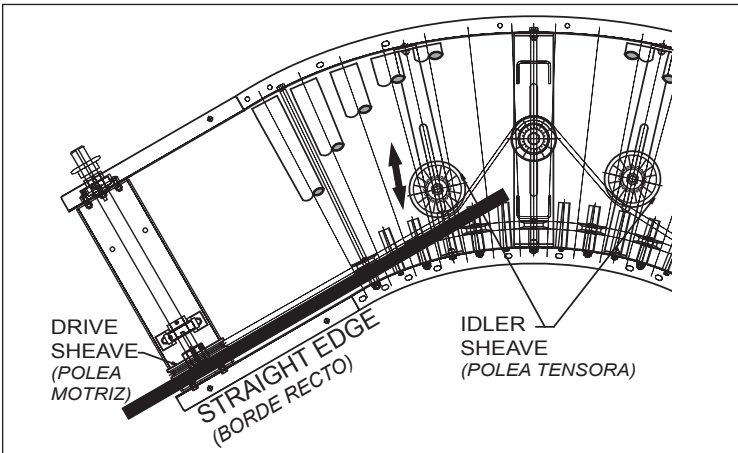 DRIVE
SHEAVE
(POLEA
MOTRIZ)
STRAIGHT EDGE
(BORDE RECTO)
IDLER
SHEAVE
(POLEA TENSORA)